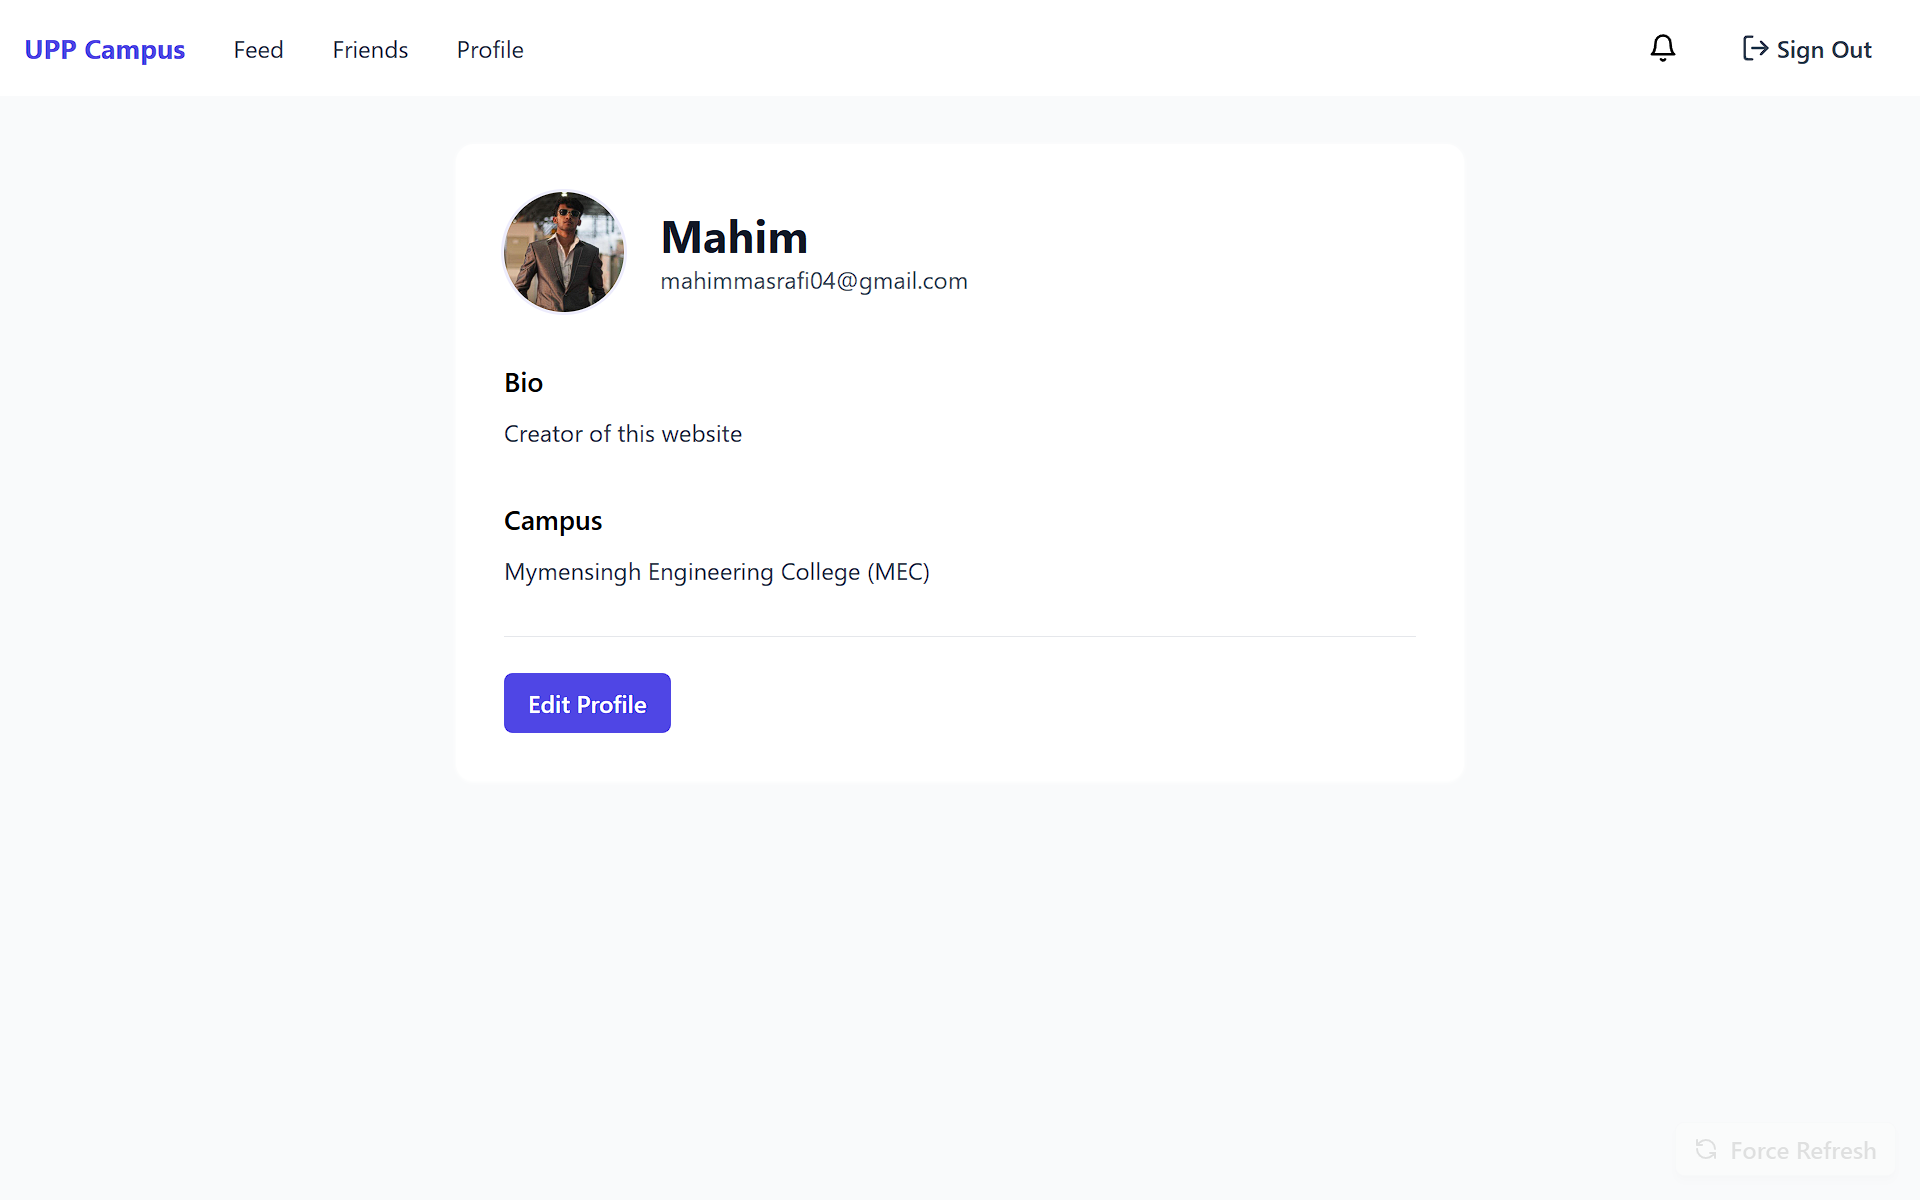 UPP Campus
Feed
Friends
Profile
Sign Out
Mahim
mahimmasrafi04@gmail.com
Bio
Creator of this website
Campus
Mymensingh Engineering College (MEC)
Edit Profile
Force Refresh